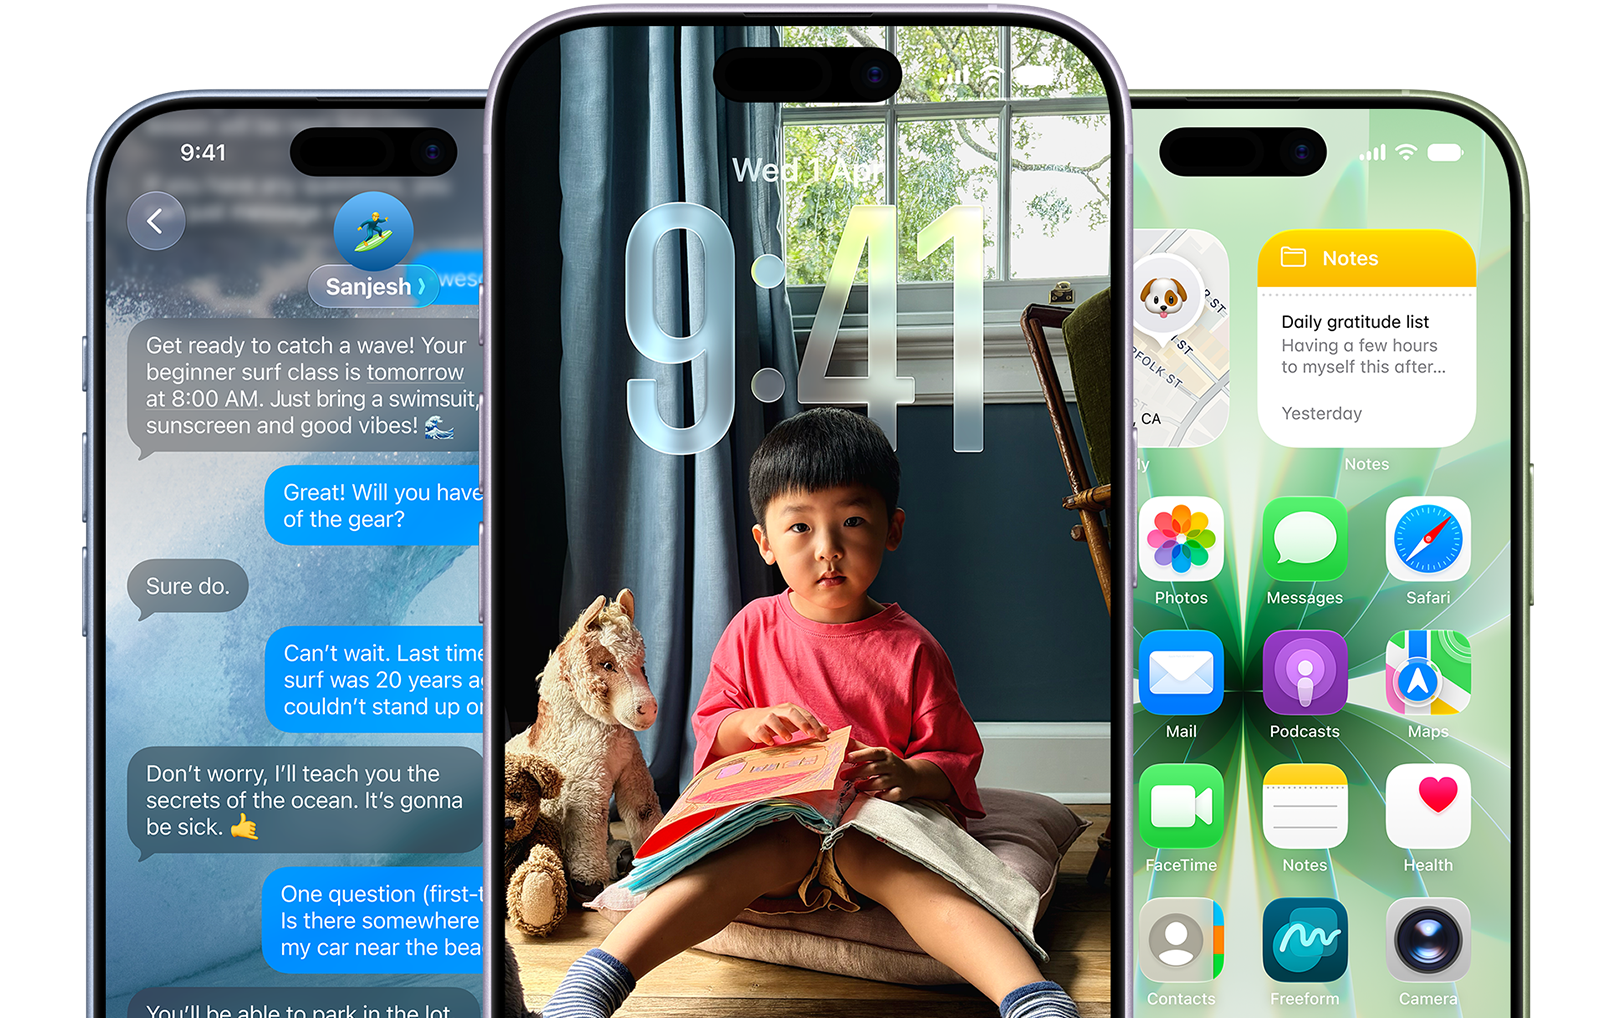 9:41
Sanjesh
Get ready to catch a wave! Your
beginner surf class is tomorrow
at 8:00 AM. Just bring a swimsuit,
sunscreen and good vibes! 🌊
Great! Will you have
of the gear?
Sure do.
Can't wait. Last time
surf was 20 years
couldn't stand up
Don't worry, I'll teach you the
secrets of the ocean. It's gonna
be sick. 🤙
One question (first-
Is there somewhere
my car near the
You'll be able to park in the lot
Wed 1 Apr
9:41
ST
FOLK ST
, CA
Notes
Daily gratitude list
Having a few hours
to myself this after...
Yesterday
Notes
Photos
Messages
Safari
Mail
Podcasts
Maps
FaceTime
Notes
Health
Contacts
Freeform
Camera